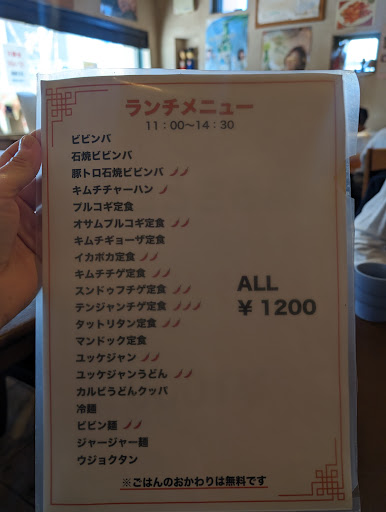 ランチメニュー
11：00～14：30
ビビンバ
石焼ビビンバ
豚トロ石焼ビビンバ
キムチチャーハン
プルコギ定食
オサムプルコギ定食
キムチギョーザ定食
イカポカ定食
キムチチゲ定食
スンドゥフチゲ定食
テンジャンチゲ定食
タットリタン定食
マンドック定食
ユッケジャン
ユッケジャンうどん
カルビうどんクッパ
冷麺
ビビン麺
ジャージャー麺
ウジョクタン
ALL
￥1200
※ごはんのおかわりは無料です